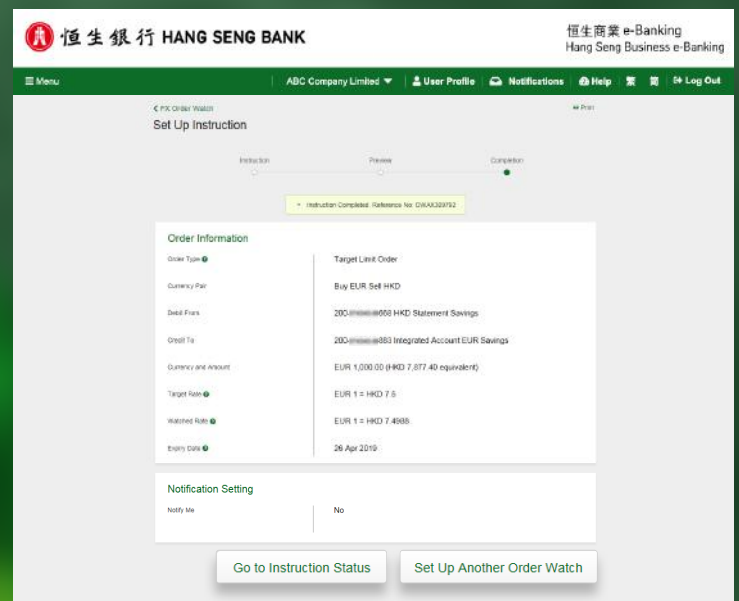 恒生銀行 HANG SENG BANK
恒生商業 e-Banking
Hang Seng Business e-Banking
Menu
ABC Company Limited
User Profile
Notifications
Help
繁
简
Log Out
FX Order Watch
Print
Set Up Instruction
Instruction
Preview
Completion
Instruction Completed. Reference No.
Order Information
Order Type
Target Limit Order
Currency Pair
Buy EUR Sell HKD
Debit From
200- 668 HKD Statement Savings
Credit To
200- 883 Integrated Account EUR Savings
Currency and Amount
EUR 1,000.00 (HKD 7,877.40 equivalent)
Target Rate
EUR 1 = HKD 7.5
Watched Rate
EUR 1 = HKD 7.4988
Expiry Date
26 Apr 2019
Notification Setting
Notify Me
No
Go to Instruction Status
Set Up Another Order Watch